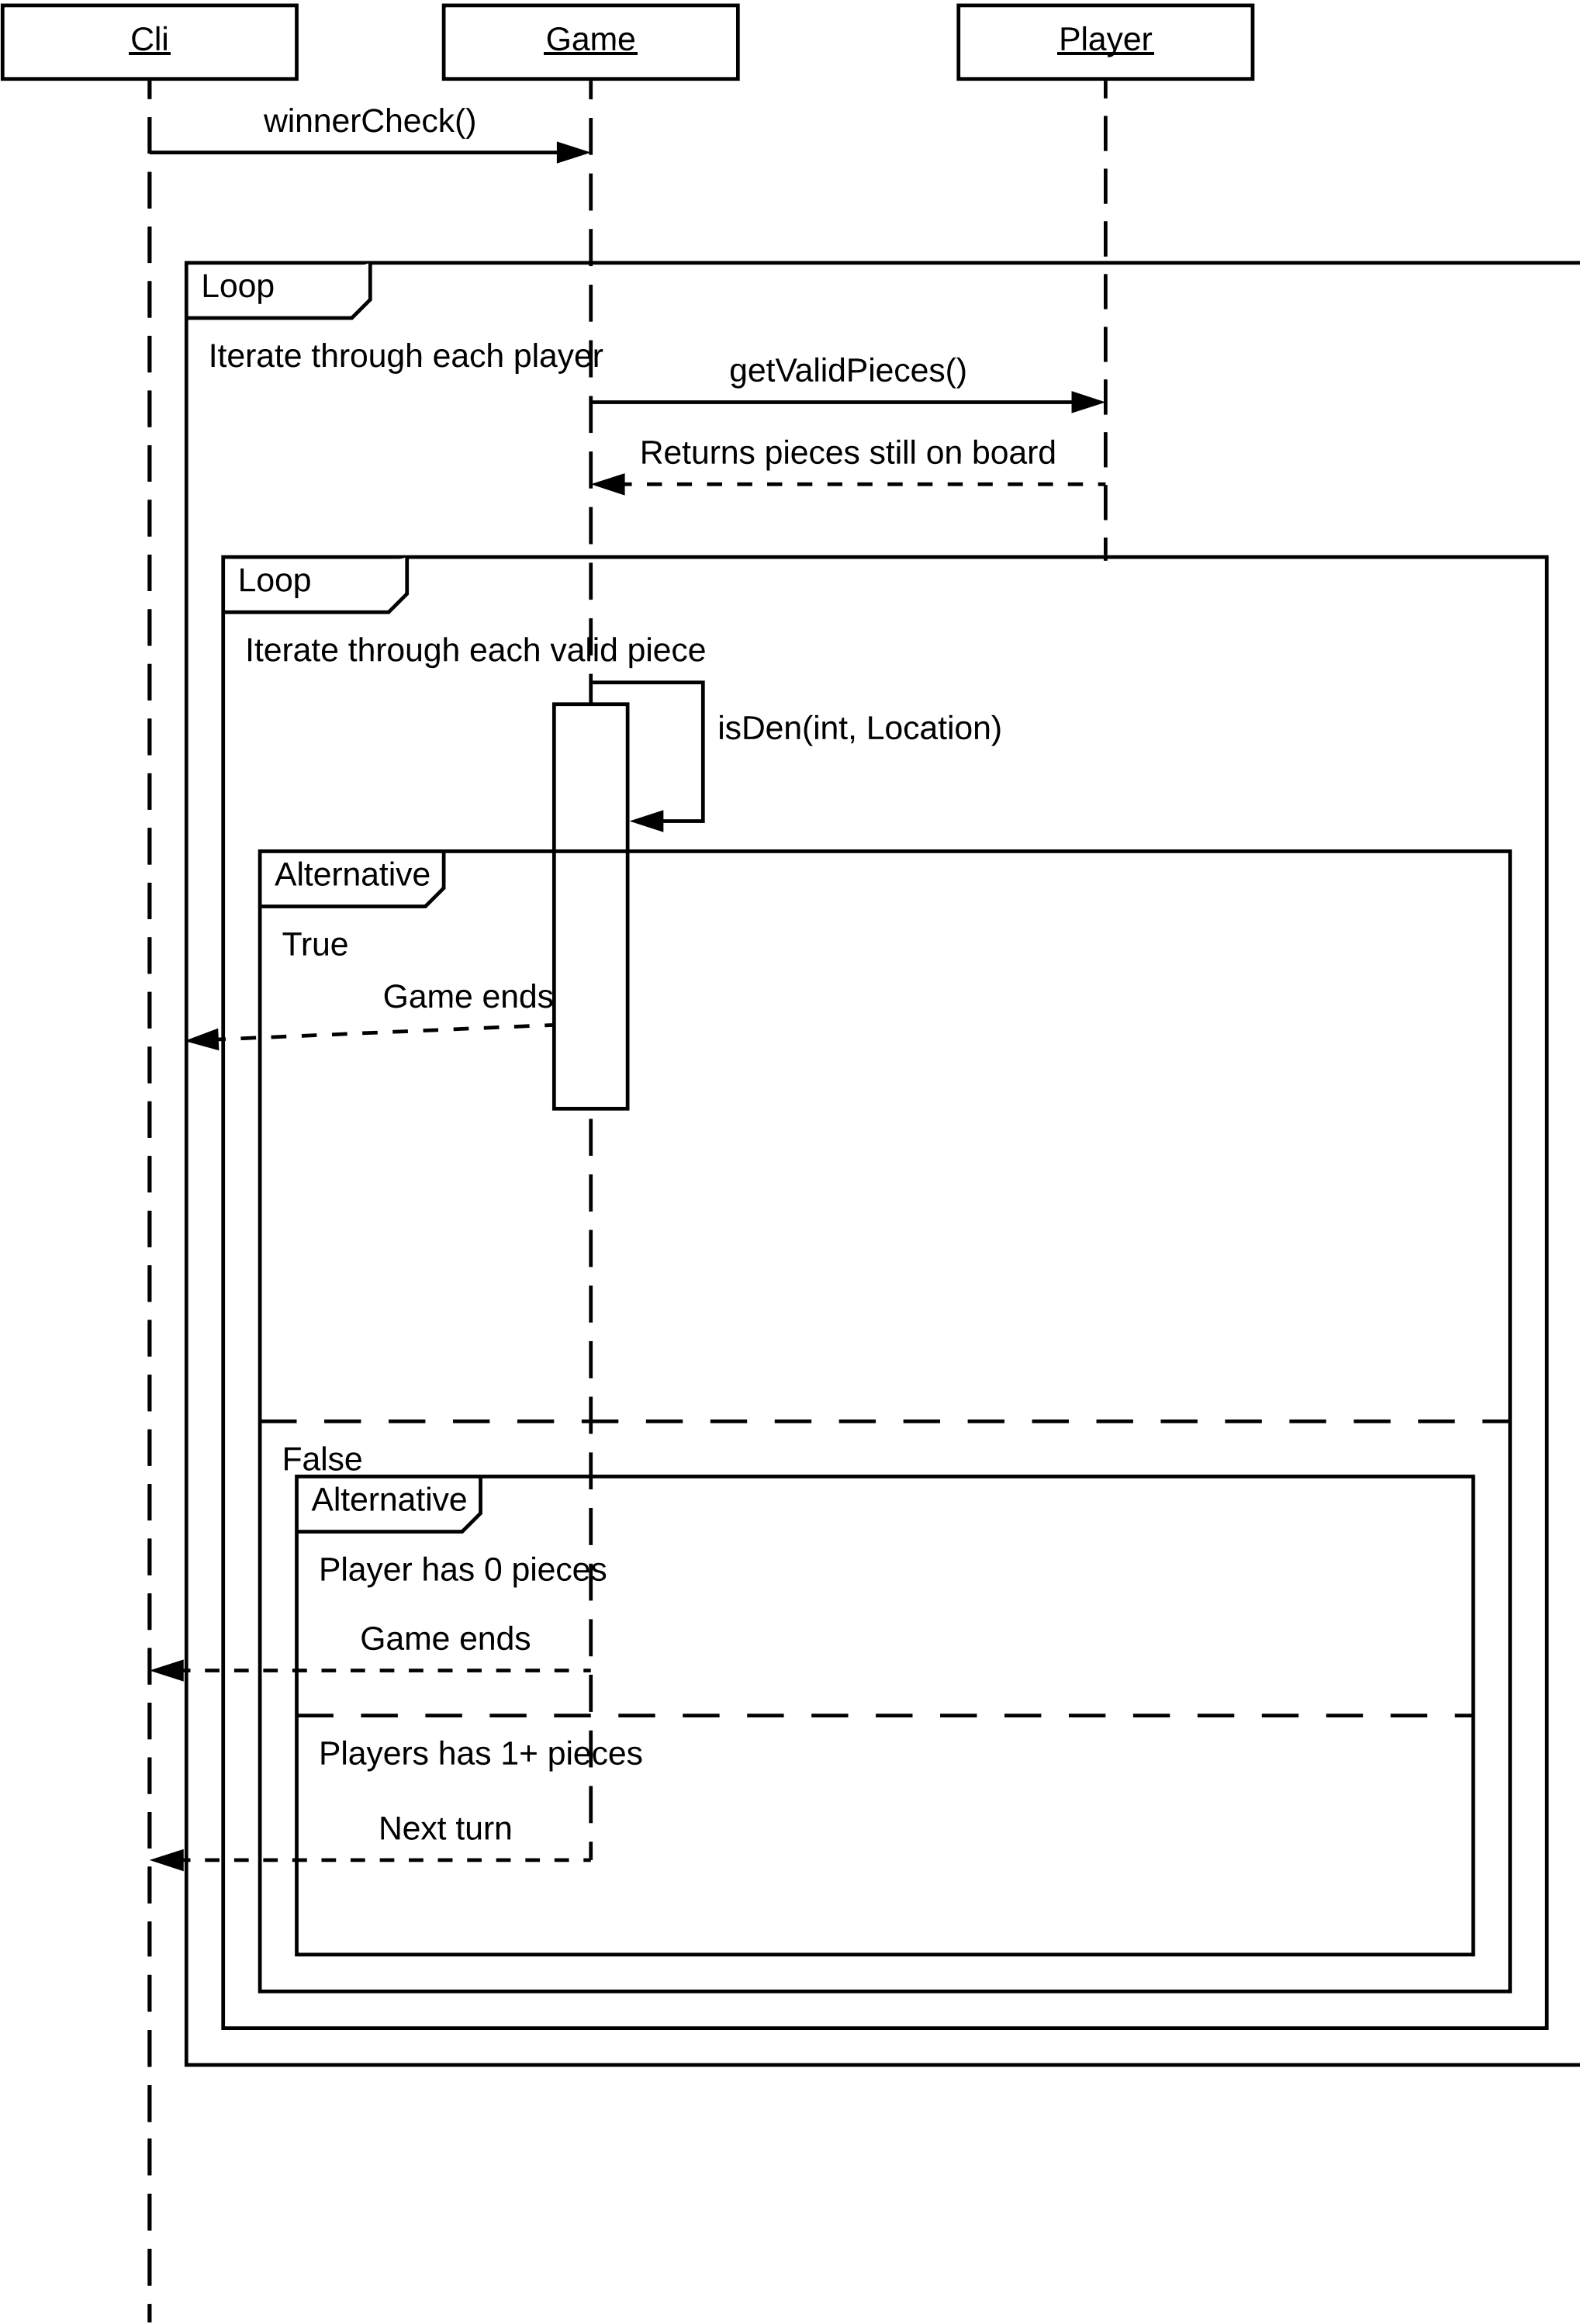 Cli
Game
Player
winnerCheck()
Loop
Iterate through each player
getValidPieces()
Returns pieces still on board
Loop
Iterate through each valid piece
isDen(int, Location)
Alternative
True
Game ends
False
Alternative
Player has 0 pieces
Game ends
Players has 1+ pieces
Next turn